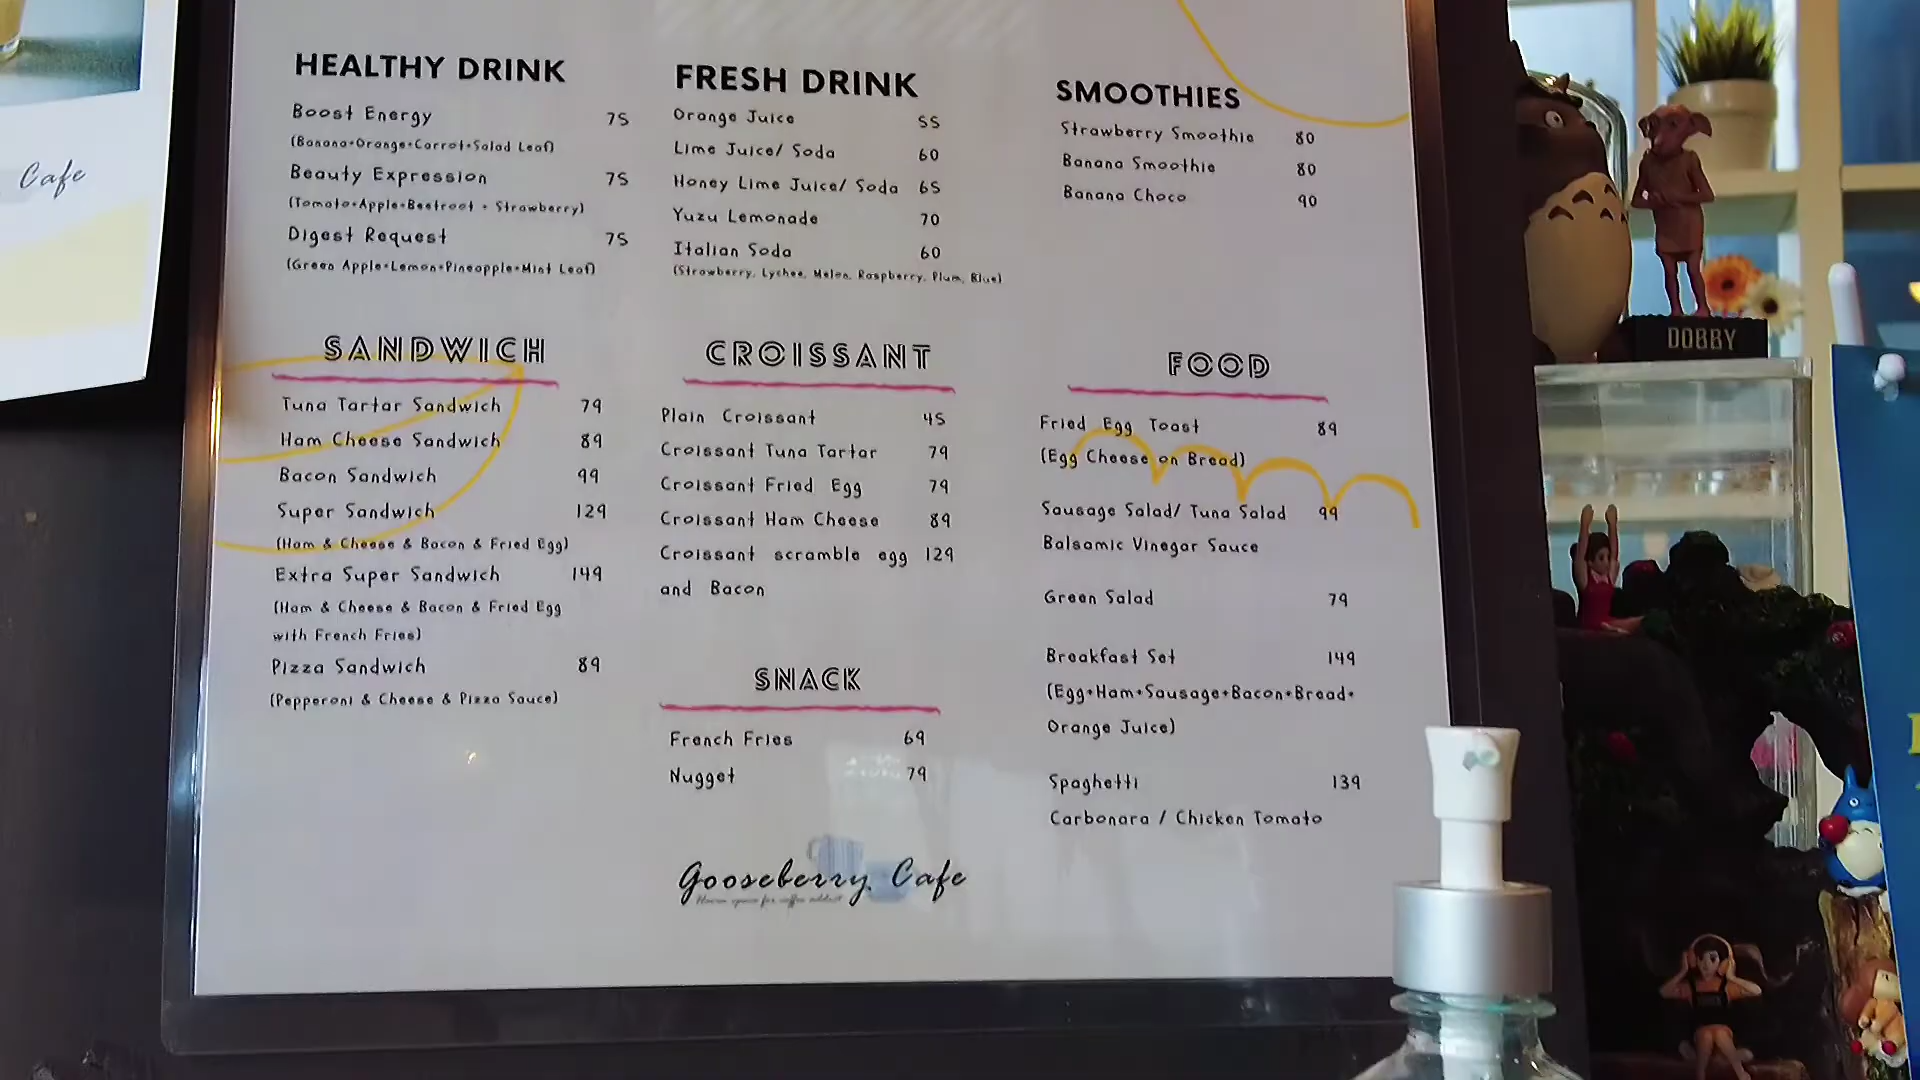 Cafe
HEALTHY DRINK
Boost Energy 75
(Banana+Orange+Carrot+Salad Leaf)
Beauty Expression 75
(Tomato+Apple+Beetroot + Strawberry)
Digest Request 75
(Green Apple+Lemon+Pineapple+Mint Leaf)
FRESH DRINK
Orange Juice 55
Lime Juice/ Soda 60
Honey Lime Juice/ Soda 65
Yuzu Lemonade 70
Italian Soda 60
(Strawberry, Lychee, Melon, Raspberry, Plum, Blue)
SMOOTHIES
Strawberry Smoothie 80
Banana Smoothie 80
Banana Choco 90
SANDWICH
Tuna Tartar Sandwich 79
Ham Cheese Sandwich 89
Bacon Sandwich 99
Super Sandwich 129
(Ham & Cheese & Bacon & Fried Egg)
Extra Super Sandwich 149
(Ham & Cheese & Bacon & Fried Egg
with French Fries)
Pizza Sandwich 89
(Pepperoni & Cheese & Pizza Sauce)
CROISSANT
Plain Croissant 45
Croissant Tuna Tartar 79
Croissant Fried Egg 79
Croissant Ham Cheese 89
Croissant scramble egg 129
and Bacon
SNACK
French Fries 69
Nugget 79
FOOD
Fried Egg Toast 89
(Egg Cheese on Bread)
Sausage Salad/ Tuna Salad 99
Balsamic Vinegar Sauce
Green Salad 79
Breakfast Set 149
(Egg+Ham+Sausage+Bacon+Bread+
Orange Juice)
Spaghetti 139
Carbonara / Chicken Tomato
Gooseberry Cafe
DOBBY